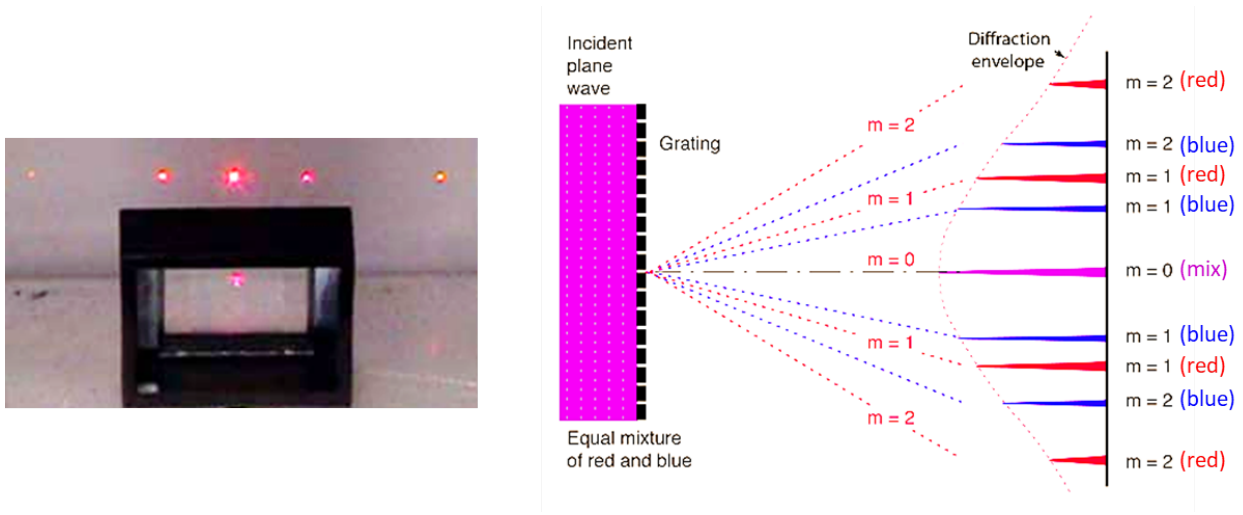 Incident
plane
wave
Grating
Equal mixture
of red and blue
m = 2
m = 1
m = 0
m = 1
m = 2
Diffraction
envelope
m = 2 (red)
m = 2 (blue)
m = 1 (red)
m = 1 (blue)
m = 0 (mix)
m = 1 (blue)
m = 1 (red)
m = 2 (blue)
m = 2 (red)